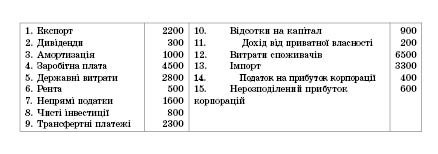 1. Експорт 2200
2. Дивіденди 300
3. Амортизація 1000
4. Заробітна плата 4500
5. Державні витрати 2800
6. Рента 500
7. Непрямі податки 1600
8. Чисті інвестиції 800
9. Трансфертні платежі 2300
10. Відсотки на капітал 900
11. Дохід від приватної власності 200
12. Витрати споживачів 6500
13. Імпорт 3300
14. Податок на прибуток корпорації 400
15. Нерозподілений прибуток 600
корпорацій